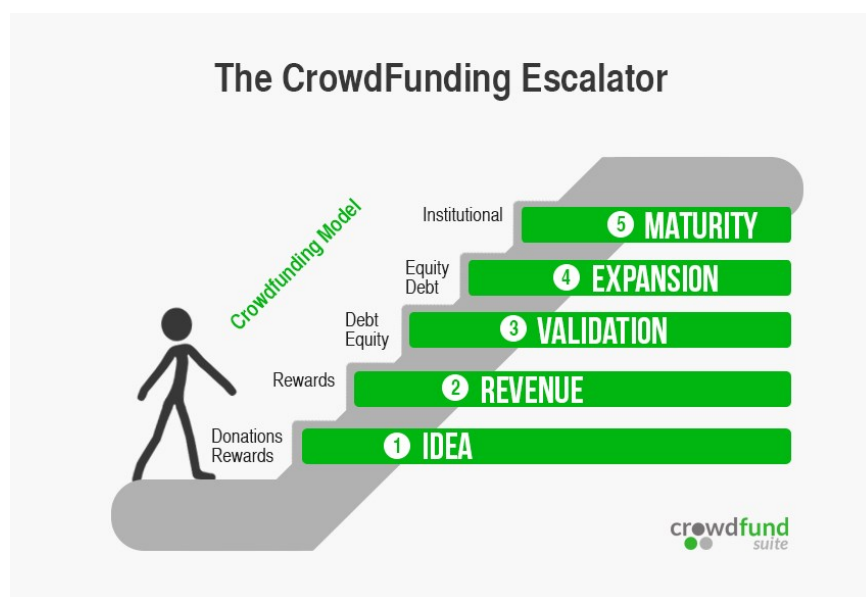 The CrowdFunding Escalator
Crowdfunding Model
Institutional
5 MATURITY
Equity
Debt
4 EXPANSION
Debt
Equity
3 VALIDATION
Rewards
2 REVENUE
Donations
Rewards
1 IDEA
crowdfund
suite